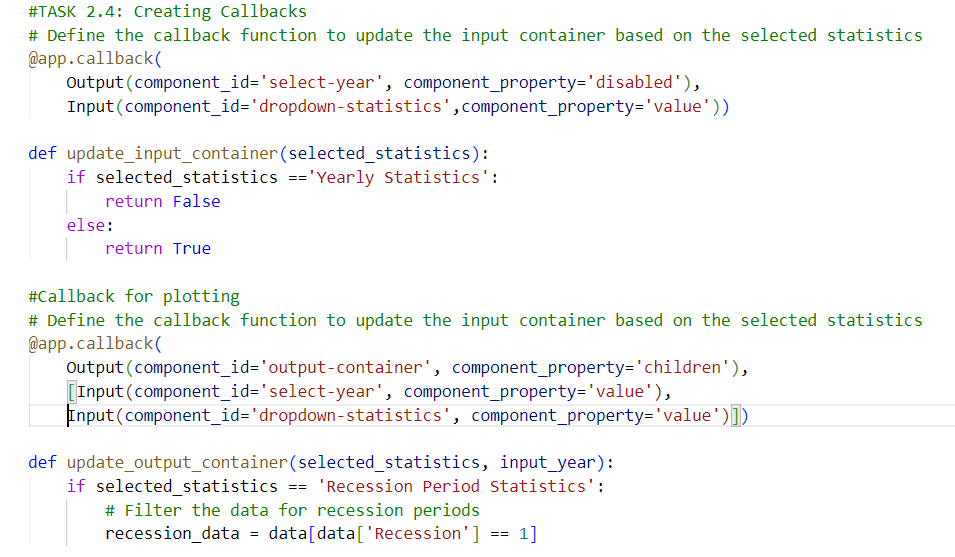 #TASK 2.4: Creating Callbacks
# Define the callback function to update the input container based on the selected statistics
@app.callback(
    Output(component_id='select-year', component_property='disabled'),
    Input(component_id='dropdown-statistics',component_property='value'))
def update_input_container(selected_statistics):
    if selected_statistics =='Yearly Statistics':
        return False
    else:
        return True
#Callback for plotting
# Define the callback function to update the input container based on the selected statistics
@app.callback(
    Output(component_id='output-container', component_property='children'),
    [Input(component_id='select-year', component_property='value'),
    Input(component_id='dropdown-statistics', component_property='value')])
def update_output_container(selected_statistics, input_year):
    if selected_statistics == 'Recession Period Statistics':
        # Filter the data for recession periods
        recession_data = data[data['Recession'] == 1]